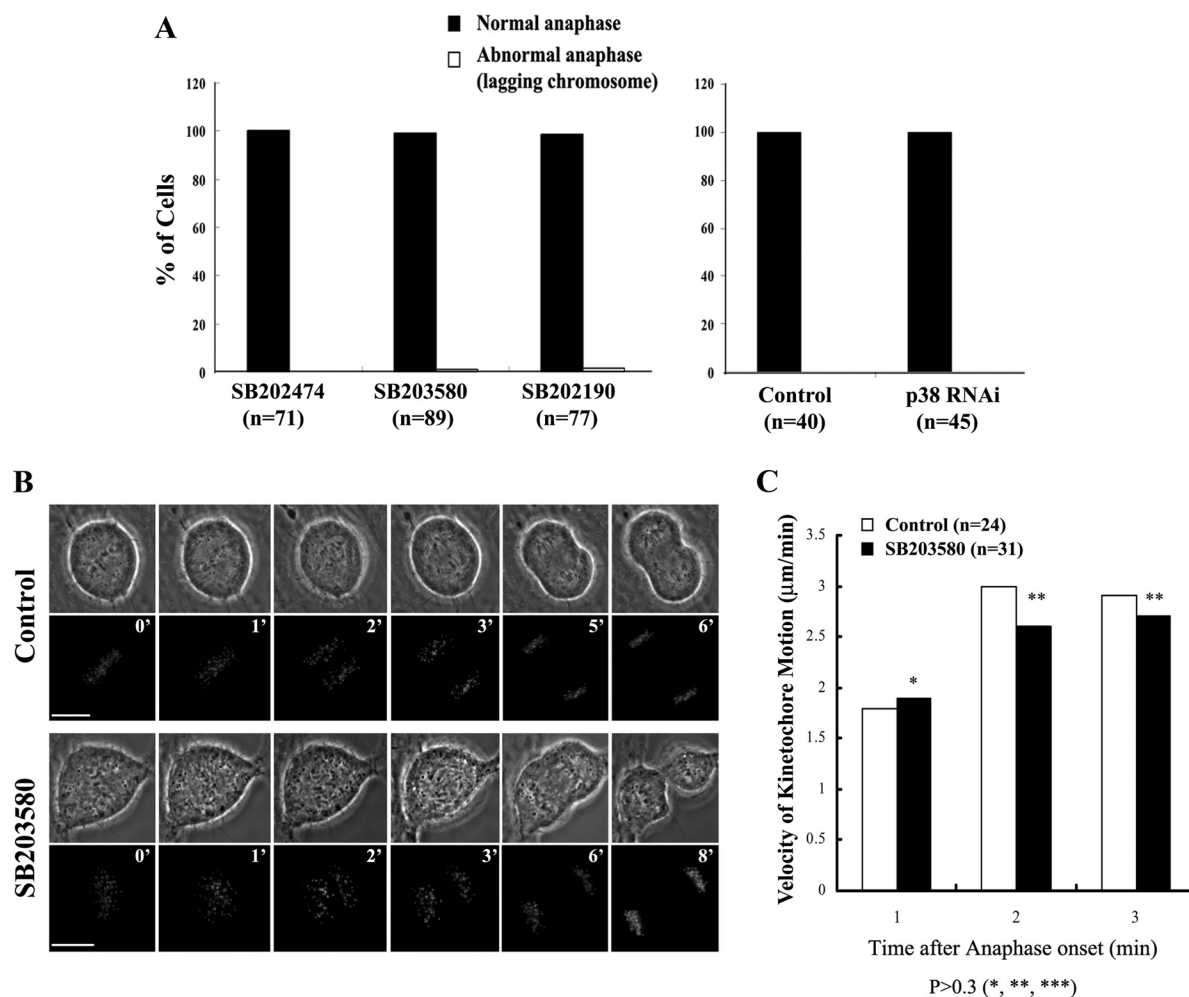 A
Normal anaphase
Abnormal anaphase
(lagging chromosome)
% of Cells
120
100
80
60
40
20
0
SB202474
(n=71)
SB203580
(n=89)
SB202190
(n=77)
120
100
80
60
40
20
0
Control
(n=40)
p38 RNAi
(n=45)
B
Control
0’ 1’ 2’ 3’ 5’ 6’
SB203580
0’ 1’ 2’ 3’ 6’ 8’
C
Control (n=24)
SB203580 (n=31)
Velocity of Kinetochore Motion (μm/min)
3.5
3
2.5
2
1.5
1
0.5
0
* ** **
1 2 3
Time after Anaphase onset (min)
P>0.3 (*, **, ***)